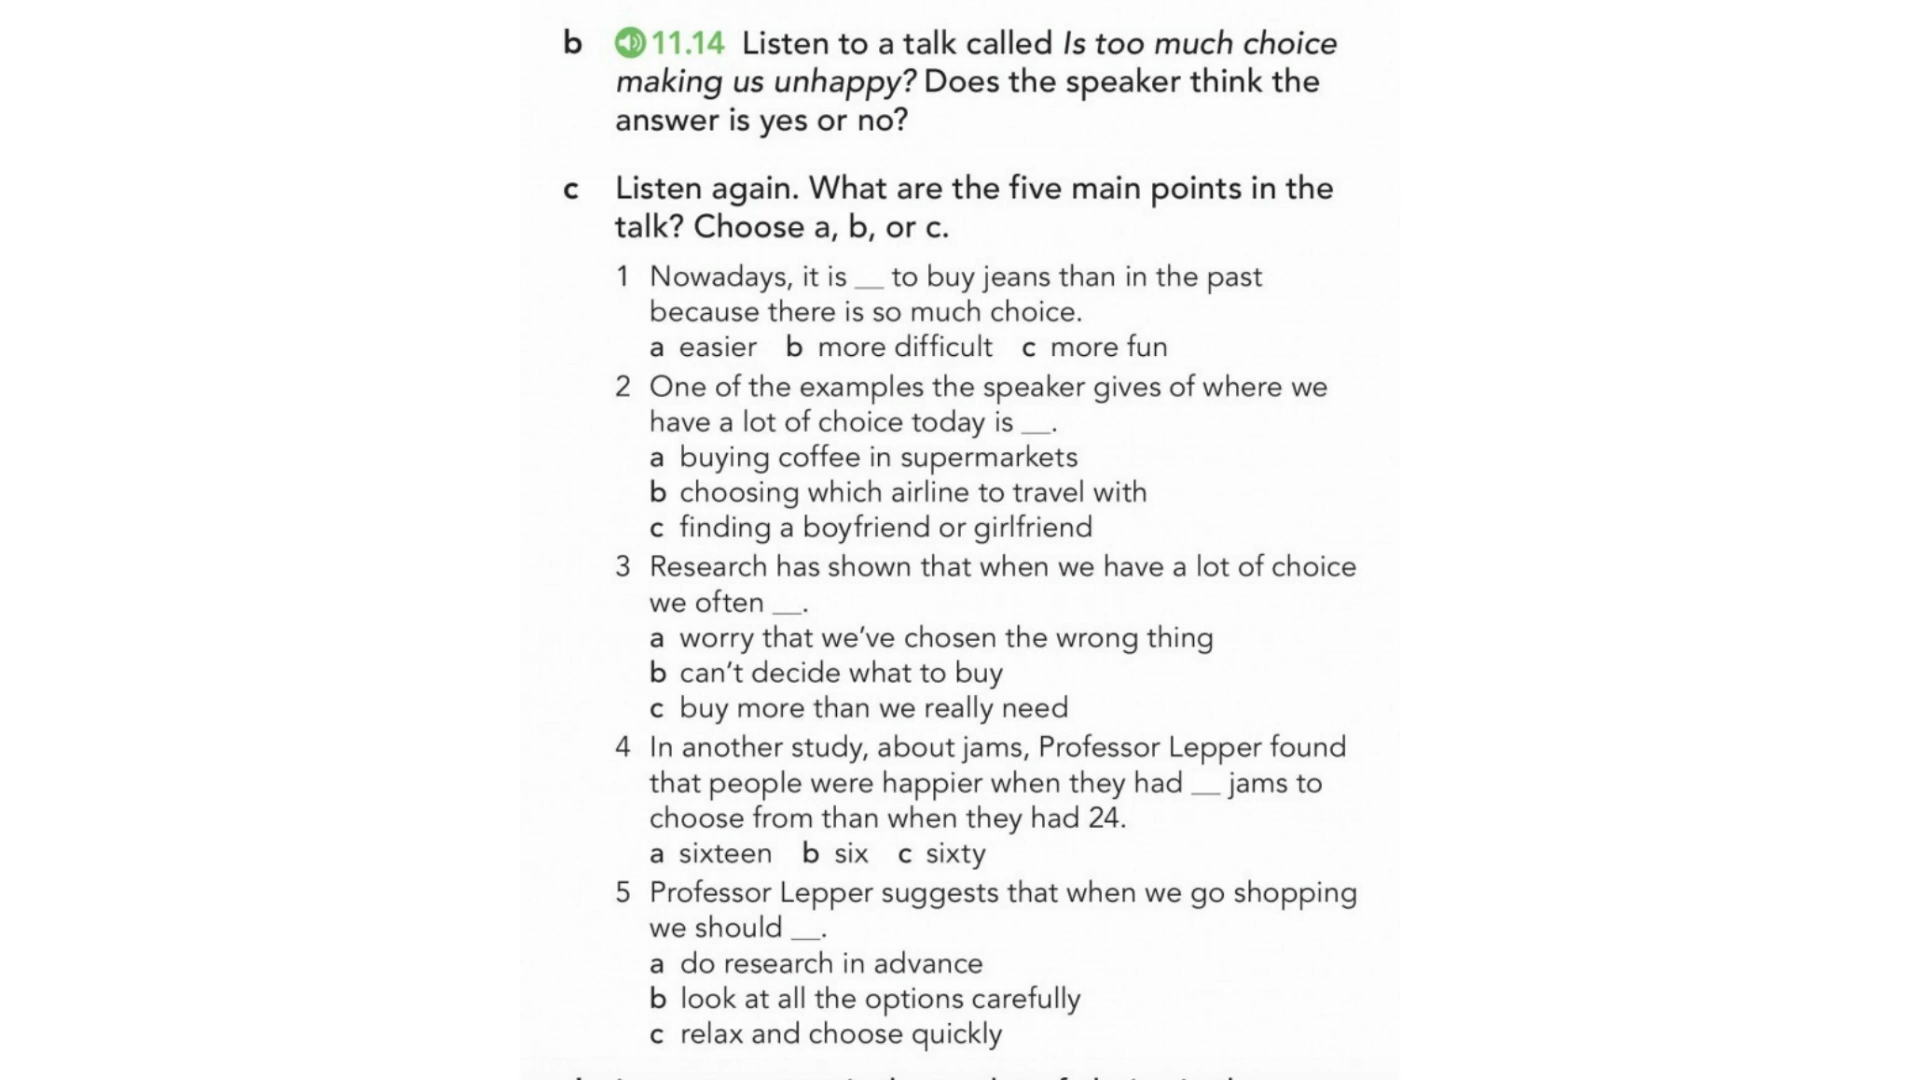 b 11.14 Listen to a talk called Is too much choice
making us unhappy? Does the speaker think the
answer is yes or no?
c Listen again. What are the five main points in the
talk? Choose a, b, or c.
1 Nowadays, it is __ to buy jeans than in the past
because there is so much choice.
a easier b more difficult c more fun
2 One of the examples the speaker gives of where we
have a lot of choice today is __.
a buying coffee in supermarkets
b choosing which airline to travel with
c finding a boyfriend or girlfriend
3 Research has shown that when we have a lot of choice
we often __.
a worry that we've chosen the wrong thing
b can't decide what to buy
c buy more than we really need
4 In another study, about jams, Professor Lepper found
that people were happier when they had __ jams to
choose from than when they had 24.
a sixteen b six c sixty
5 Professor Lepper suggests that when we go shopping
we should __.
a do research in advance
b look at all the options carefully
c relax and choose quickly